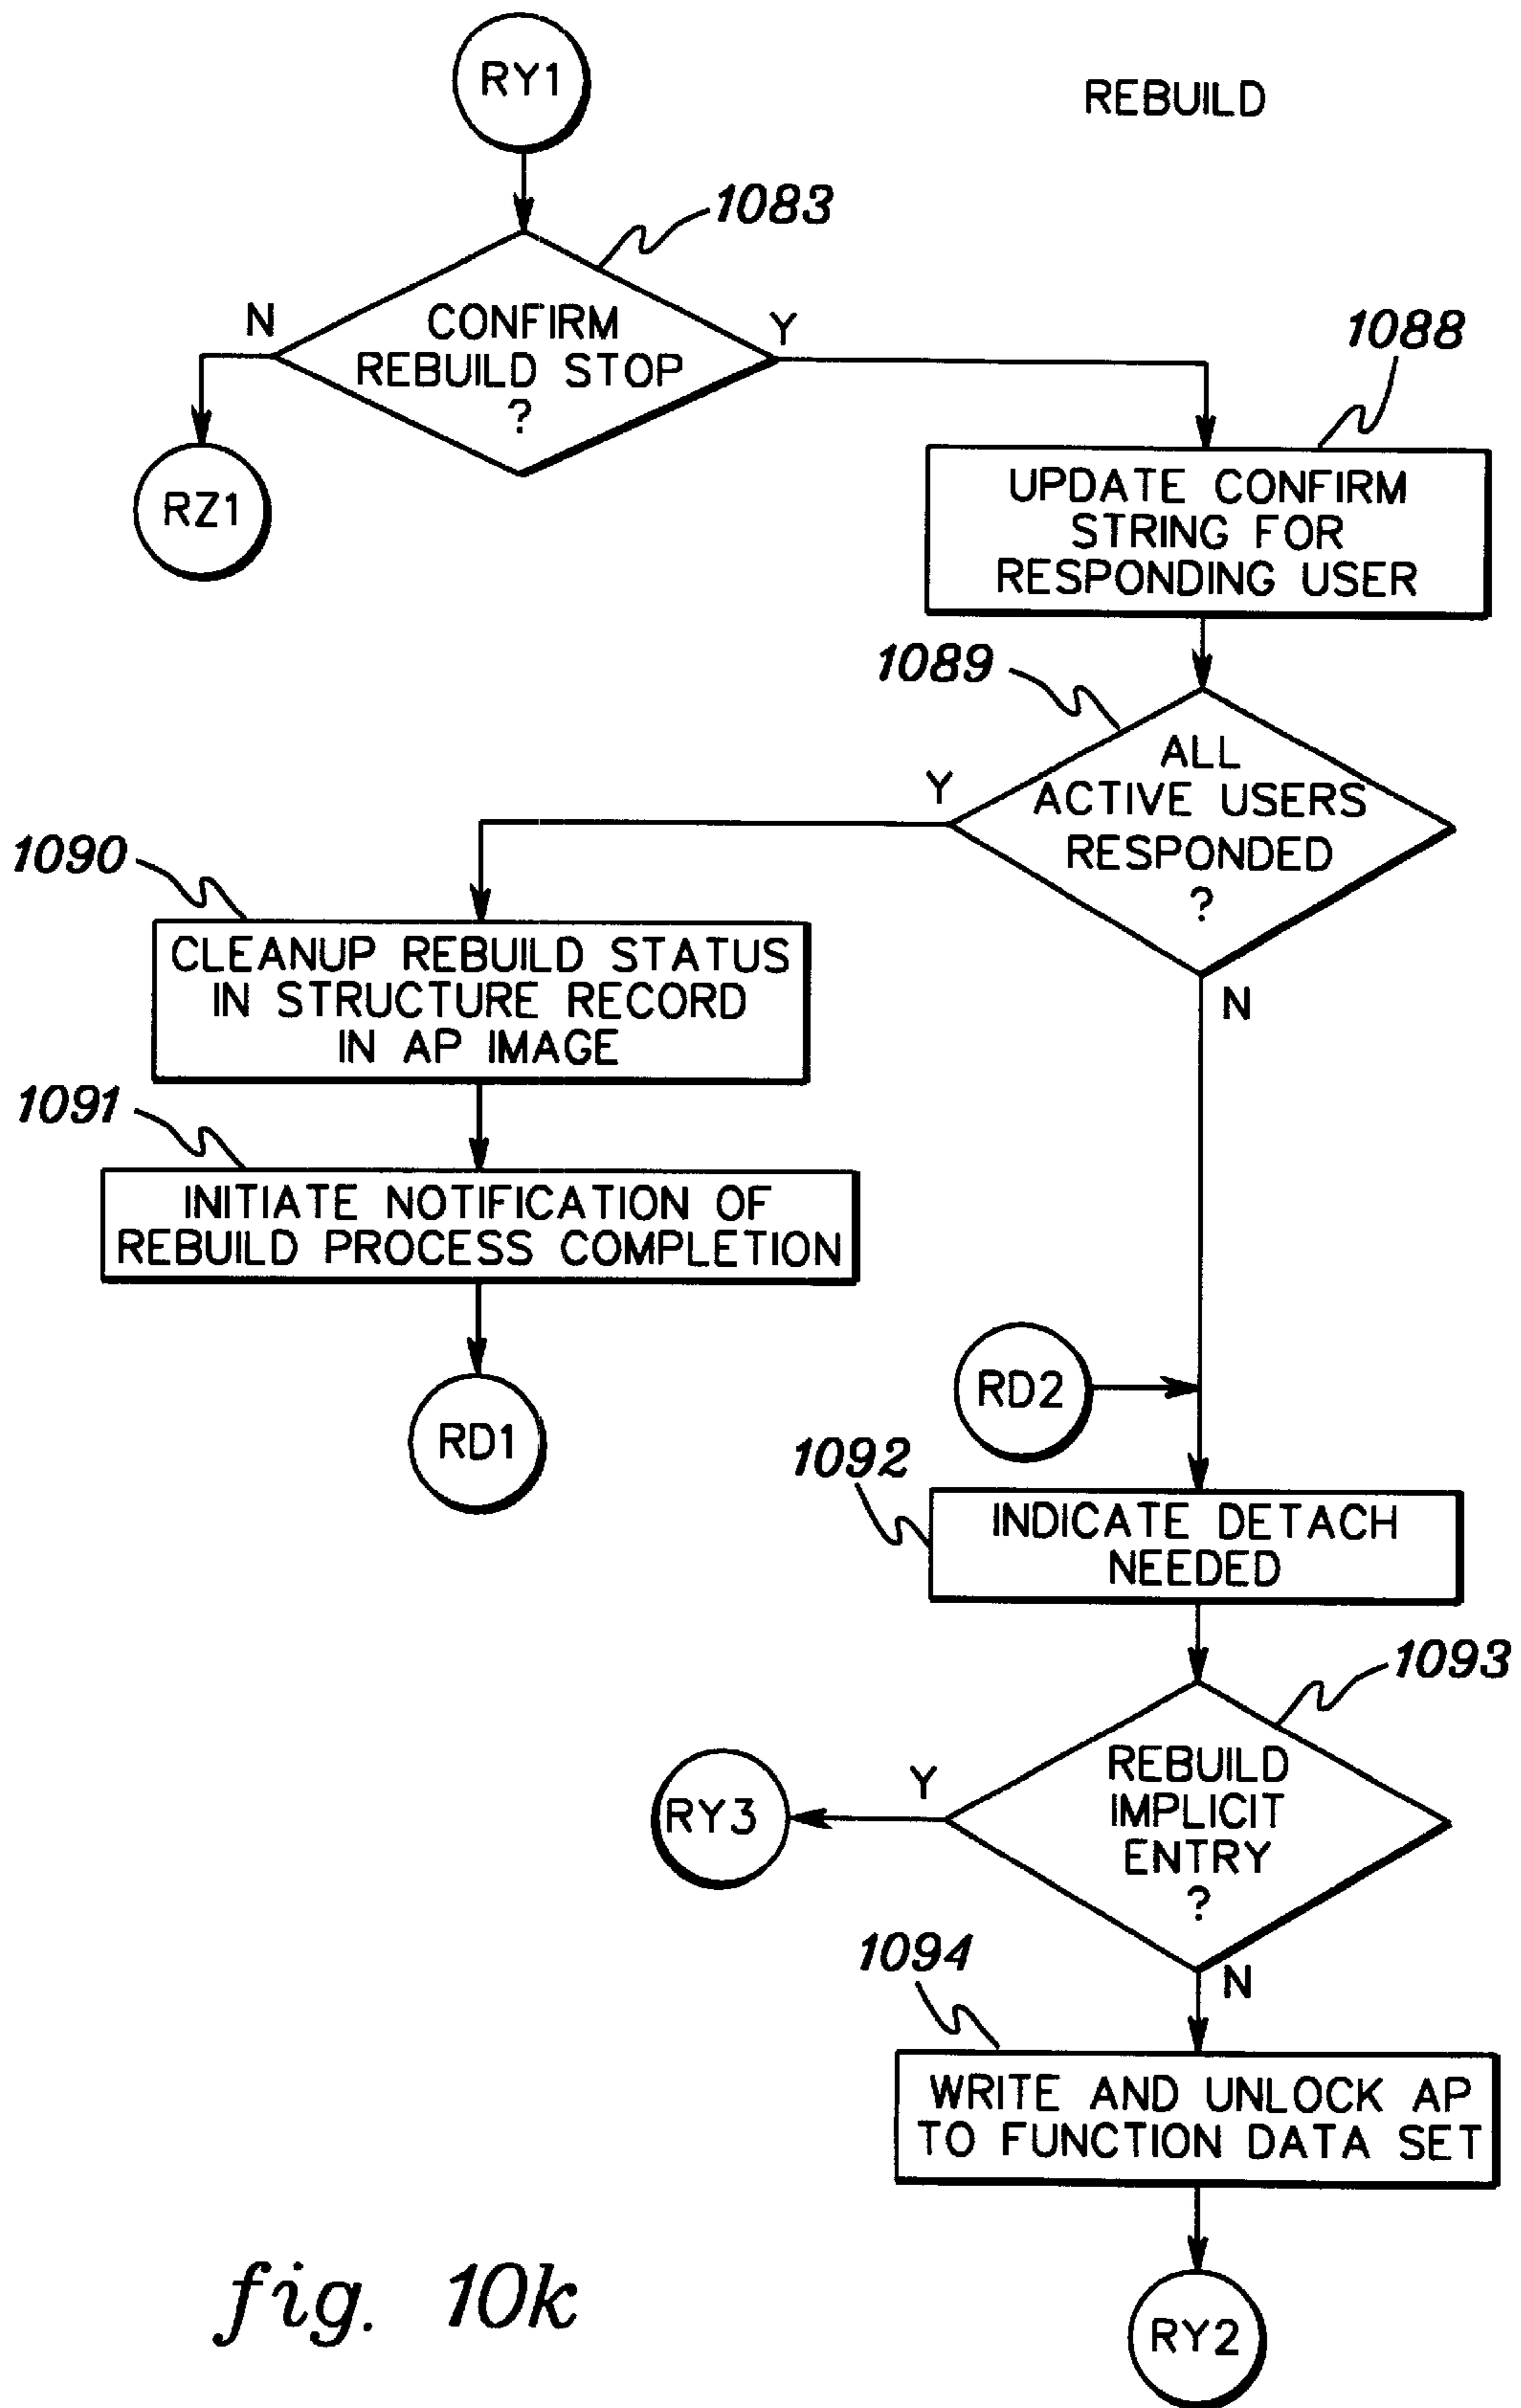 RY1
REBUILD
1083
N
CONFIRM
REBUILD STOP
?
Y
1088
RZ1
UPDATE CONFIRM
STRING FOR
RESPONDING USER
1089
ALL
ACTIVE USERS
RESPONDED
?
Y
N
1090
CLEANUP REBUILD STATUS
IN STRUCTURE RECORD
IN AP IMAGE
1091
INITIATE NOTIFICATION OF
REBUILD PROCESS COMPLETION
RD1
RD2
1092
INDICATE DETACH
NEEDED
1093
REBUILD
IMPLICIT
ENTRY
?
Y
RY3
N
1094
WRITE AND UNLOCK AP
TO FUNCTION DATA SET
RY2
fig. 10k